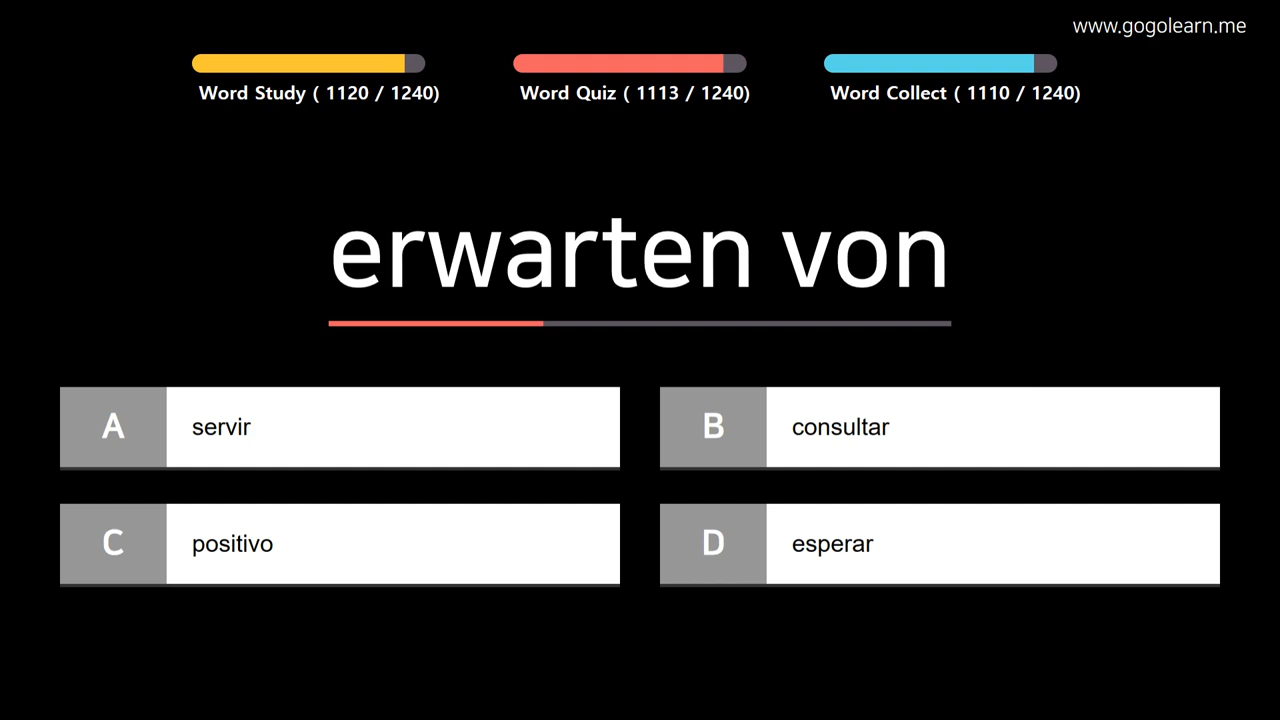 www.gogolearn.me
Word Study ( 1120 / 1240)
Word Quiz ( 1113 / 1240)
Word Collect ( 1110 / 1240)
erwarten von
A servir
B consultar
C positivo
D esperar